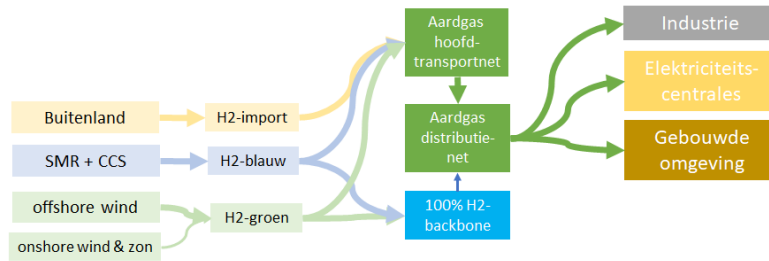 Buitenland
SMR + CCS
offshore wind
onshore wind & zon
H2-import
H2-blauw
H2-groen
Aardgas
hoofd-
transportnet
Aardgas
distributie-
net
100% H2-
backbone
Industrie
Elektriciteits-
centrales
Gebouwde
omgeving